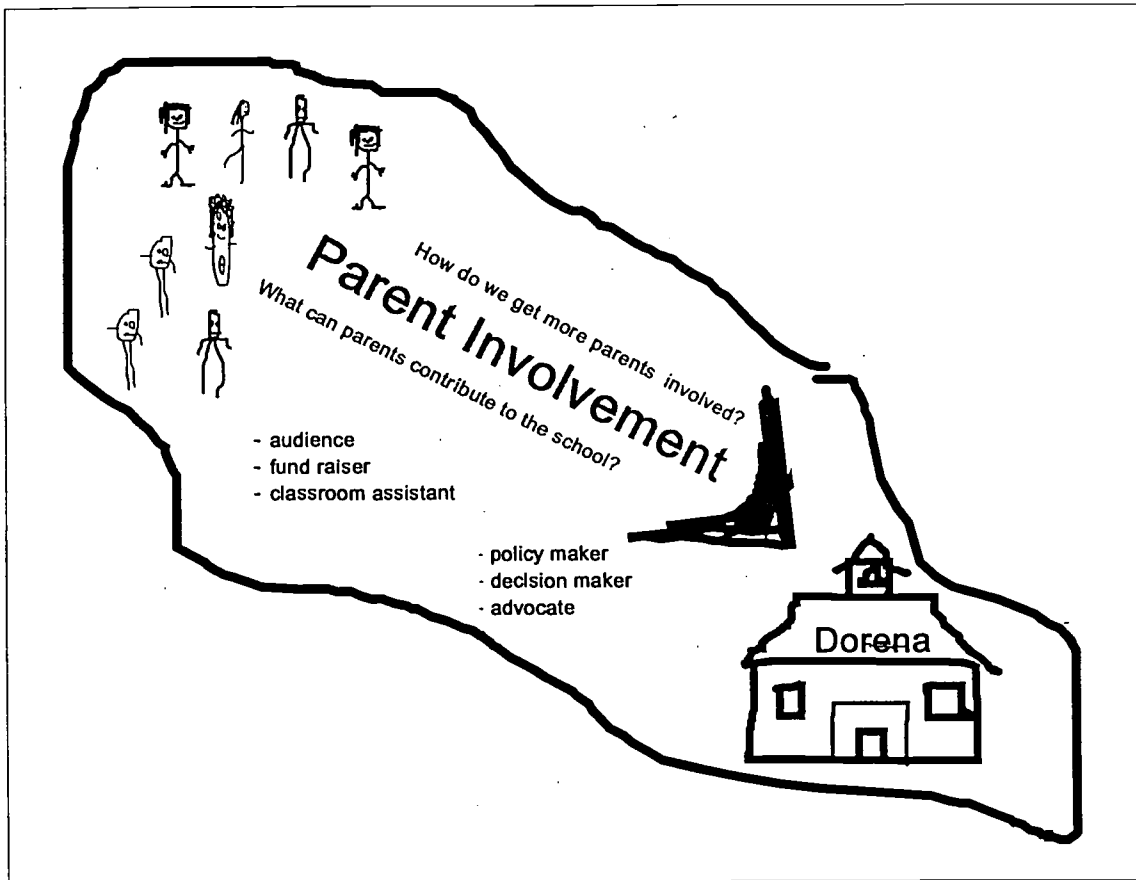 How do we get more parents involved?
Parent Involvement
What can parents contribute to the school?
- audience
- fund raiser
- classroom assistant
- policy maker
- decision maker
- advocate
Dorena